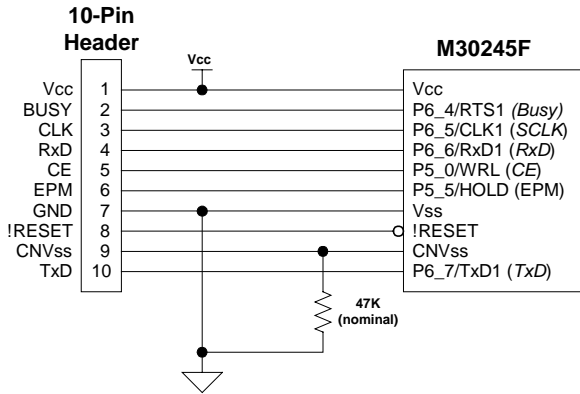 10-Pin
Header
Vcc
M30245F
Vcc 1 Vcc
BUSY 2 P6_4/RTS1 (Busy)
CLK 3 P6_5/CLK1 (SCLK)
RxD 4 P6_6/RxD1 (RxD)
CE 5 P5_0/WRL (CE)
EPM 6 P5_5/HOLD (EPM)
GND 7 Vss
!RESET 8 !RESET
CNVss 9 CNVss
TxD 10 P6_7/TxD1 (TxD)
47K
(nominal)